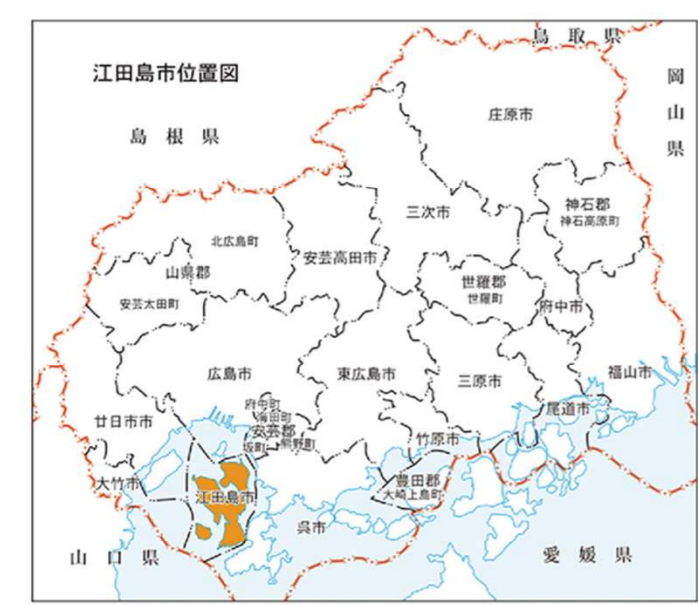 鳥取県
江田島市位置図
岡山県
島根県
庄原市
神石郡
神石高原町
三次市
北広島町
安芸高田市
山県郡
世羅郡
世羅町
安芸太田町
府中市
広島市
東広島市
三原市
福山市
府中町
海田町
尾道市
廿日市市
安芸郡
熊野町
坂町
竹原市
大竹市
豊田郡
大崎上島町
江田島市
呉市
山口県
愛媛県